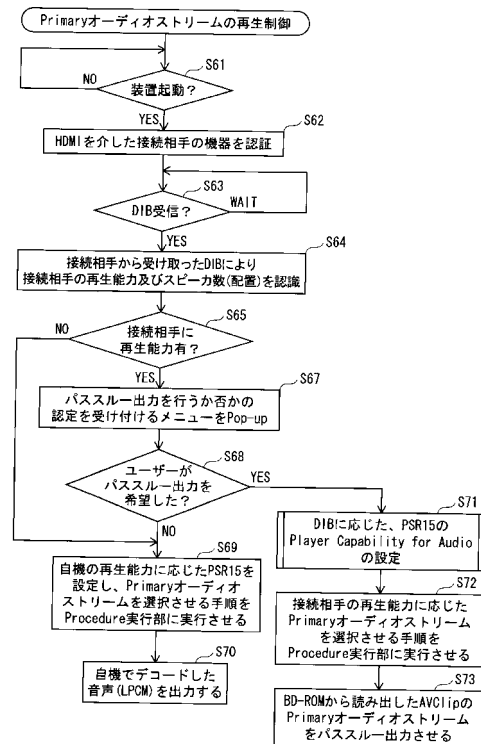 Primaryオーディオストリームの再生制御
S61
NO
装置起動?
YES
S62
HDMIを介した接続相手の機器を認証
S63
DIB受信?
WAIT
YES
S64
接続相手から受け取ったDIBにより
接続相手の再生能力及びスピーカ数(配置)を認識
S65
NO
接続相手に
再生能力有?
YES
S67
パススルー出力を行うか否かの
認定を受け付けるメニューをPop-up
S68
ユーザーが
パススルー出力を
希望した?
YES
NO
S69
自機の再生能力に応じたPSR15を
設定し、Primaryオーディオ
ストリームを選択させる手順を
Procedure実行部に実行させる
S70
自機でデコードした
音声(LPCM)を出力する
S71
DIBに応じた、PSR15の
Player Capability for Audio
の設定
S72
接続相手の再生能力に応じた
Primaryオーディオストリーム
を選択させる手順を
Procedure実行部に実行させる
S73
BD-ROMから読み出したAVClipの
Primaryオーディオストリーム
をパススルー出力させる